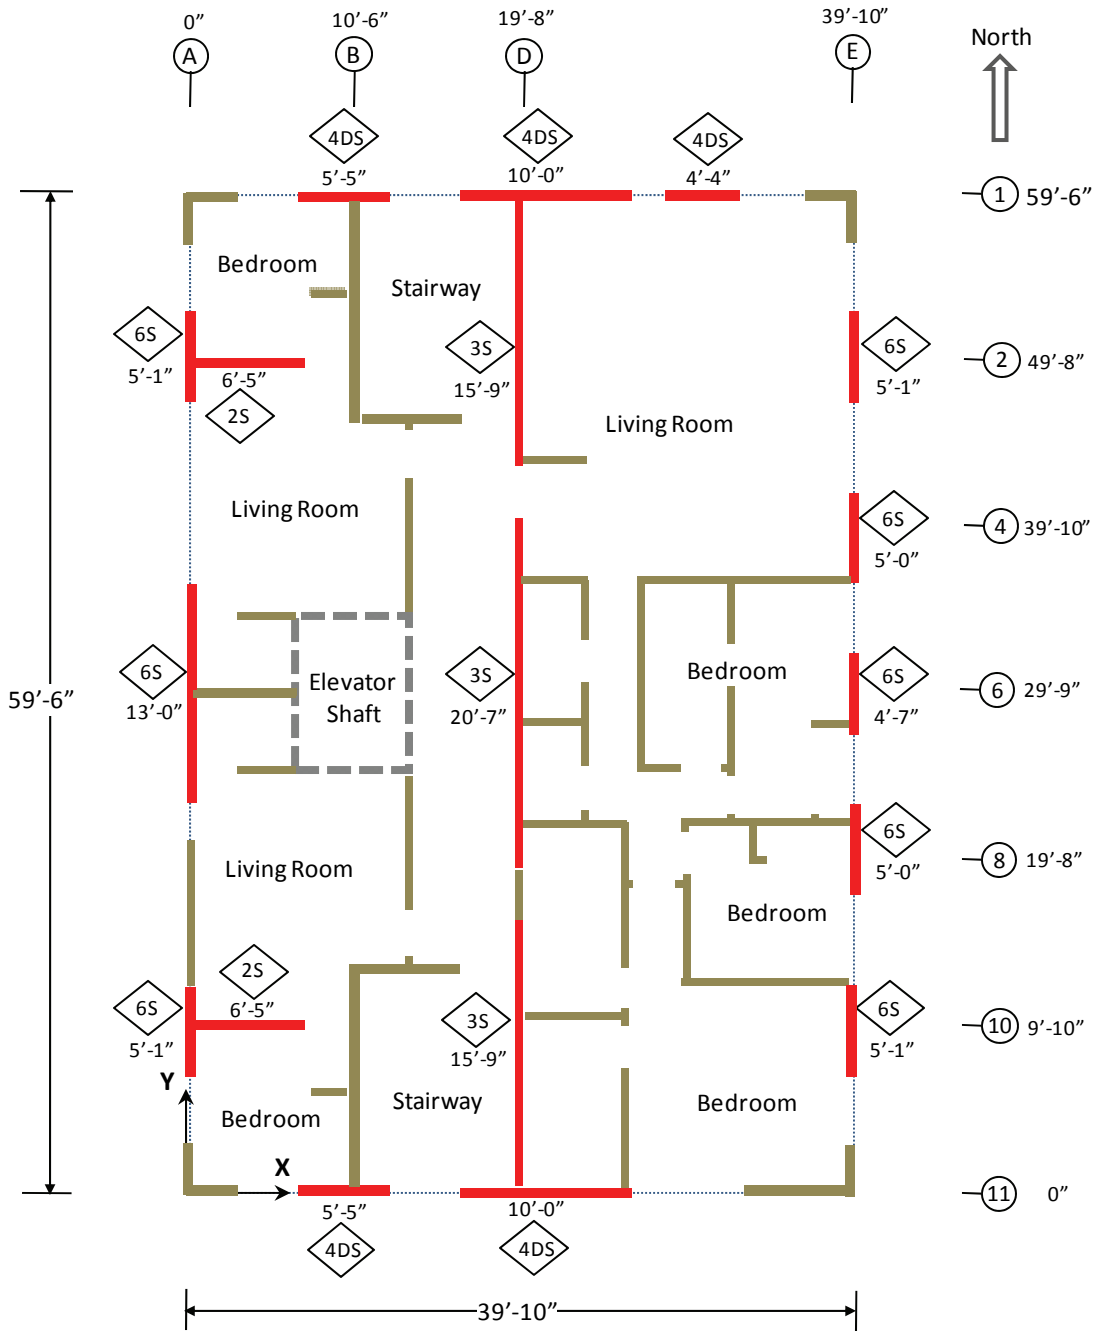 0” 10’-6” 19’-8” 39’-10”
A B D E
North
4DS 4DS 4DS
5’-5” 10’-0” 4’-4”
1 59’-6”
Bedroom
Stairway
6S 3S 6S
2 49’-8”
5’-1” 6’-5” 15’-9” 5’-1”
2S
Living Room
Living Room
6S
4 39’-10”
5’-0”
6S Elevator 3S Bedroom 6S
59’-6”
6 29’-9”
13’-0” Shaft 20’-7” 4’-7”
6S
8 19’-8”
Living Room 5’-0”
Bedroom
2S
6S 6’-5” 3S 6S
10 9’-10”
5’-1” 15’-9” 5’-1”
Y
Bedroom Stairway Bedroom
X
11 0”
5’-5” 10’-0”
4DS 4DS
39’-10”